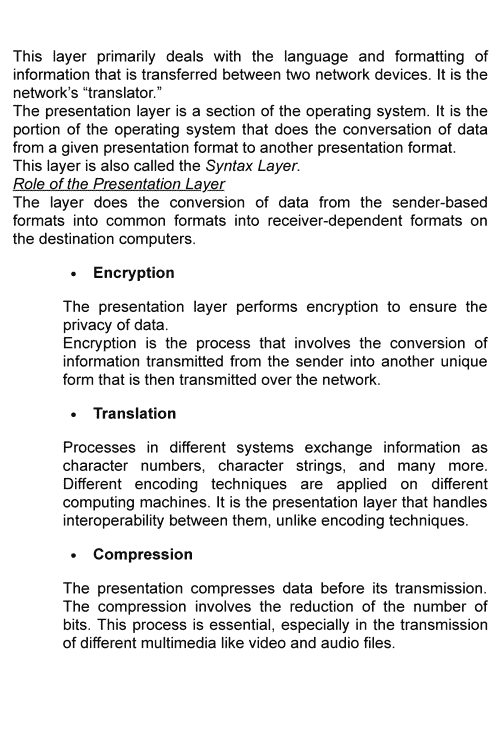 This layer primarily deals with the language and formatting of
information that is transferred between two network devices. It is the
network's “translator.”
The presentation layer is a section of the operating system. It is the
portion of the operating system that does the conversation of data
from a given presentation format to another presentation format.
This layer is also called the Syntax Layer.
Role of the Presentation Layer
The layer does the conversion of data from the sender-based
formats into common formats into receiver-dependent formats on
the destination computers.
• Encryption
The presentation layer performs encryption to ensure the
privacy of data.
Encryption is the process that involves the conversion of
information transmitted from the sender into another unique
form that is then transmitted over the network.
• Translation
Processes in different systems exchange information as
character numbers, character strings, and many more.
Different encoding techniques are applied on different
computing machines. It is the presentation layer that handles
interoperability between them, unlike encoding techniques.
• Compression
The presentation compresses data before its transmission.
The compression involves the reduction of the number of
bits. This process is essential, especially in the transmission
of different multimedia like video and audio files.